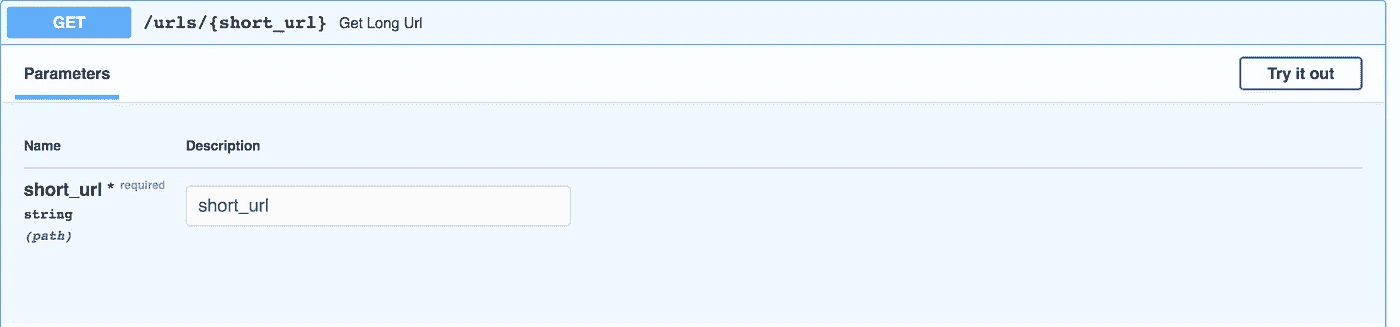 GET /urls/{short_url} Get Long Url
Parameters Try it out
Name Description
short_url * required short_url
string
(path)